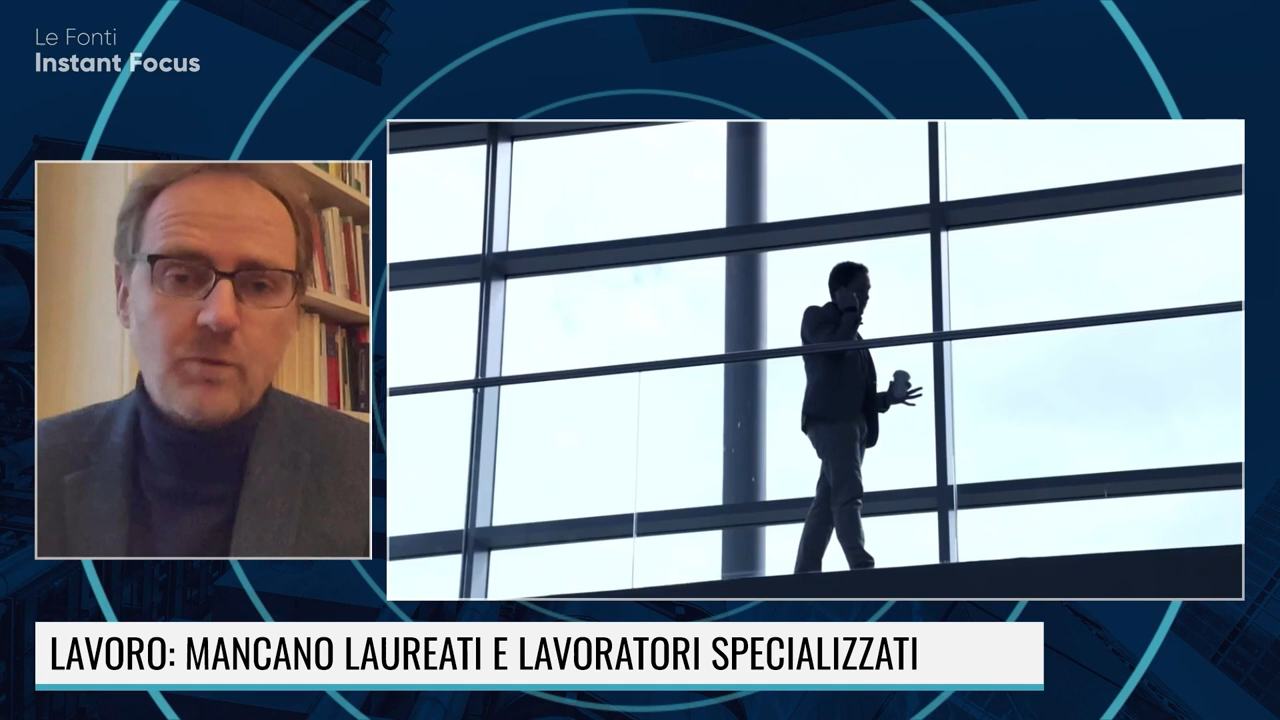 Le Fonti
Instant Focus
LAVORO: MANCANO LAUREATI E LAVORATORI SPECIALIZZATI